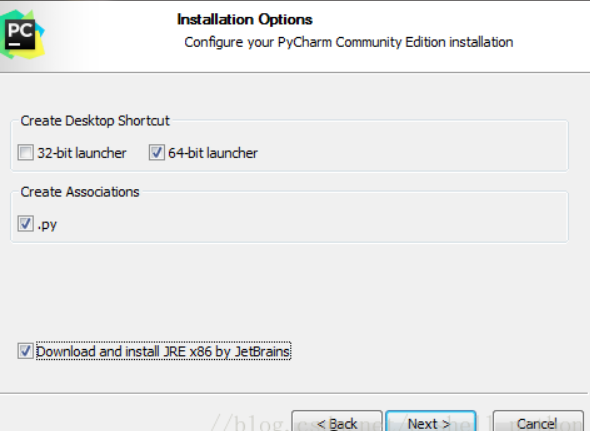 PC
Installation Options
Configure your PyCharm Community Edition installation
Create Desktop Shortcut
32-bit launcher
64-bit launcher
Create Associations
.py
Download and install JRE x86 by JetBrains
//blog.
< Back
Next >
Cancel